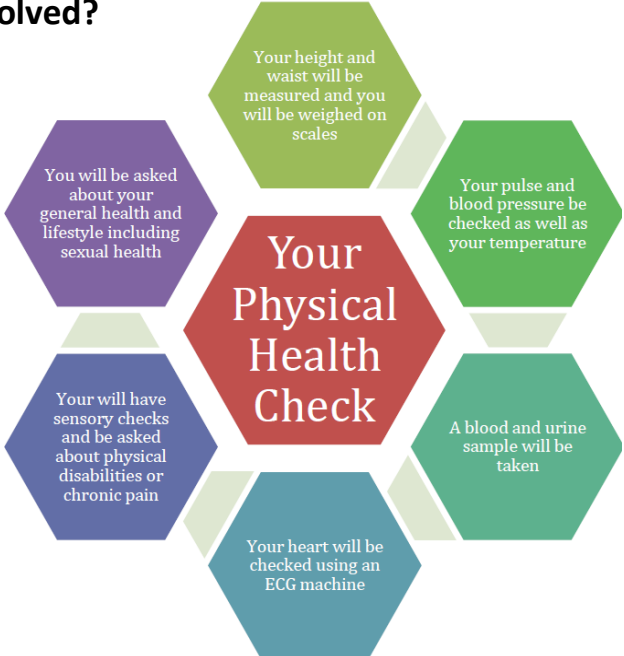 olved?
Your height and
waist will be
measured and you
will be weighed on
scales
Your pulse and
blood pressure be
checked as well as
your temperature
A blood and urine
sample will be
taken
Your heart will be
checked using an
ECG machine
Your will have
sensory checks
and be asked
about physical
disabilities or
chronic pain
You will be asked
about your
general health and
lifestyle including
sexual health
Your
Physical
Health
Check